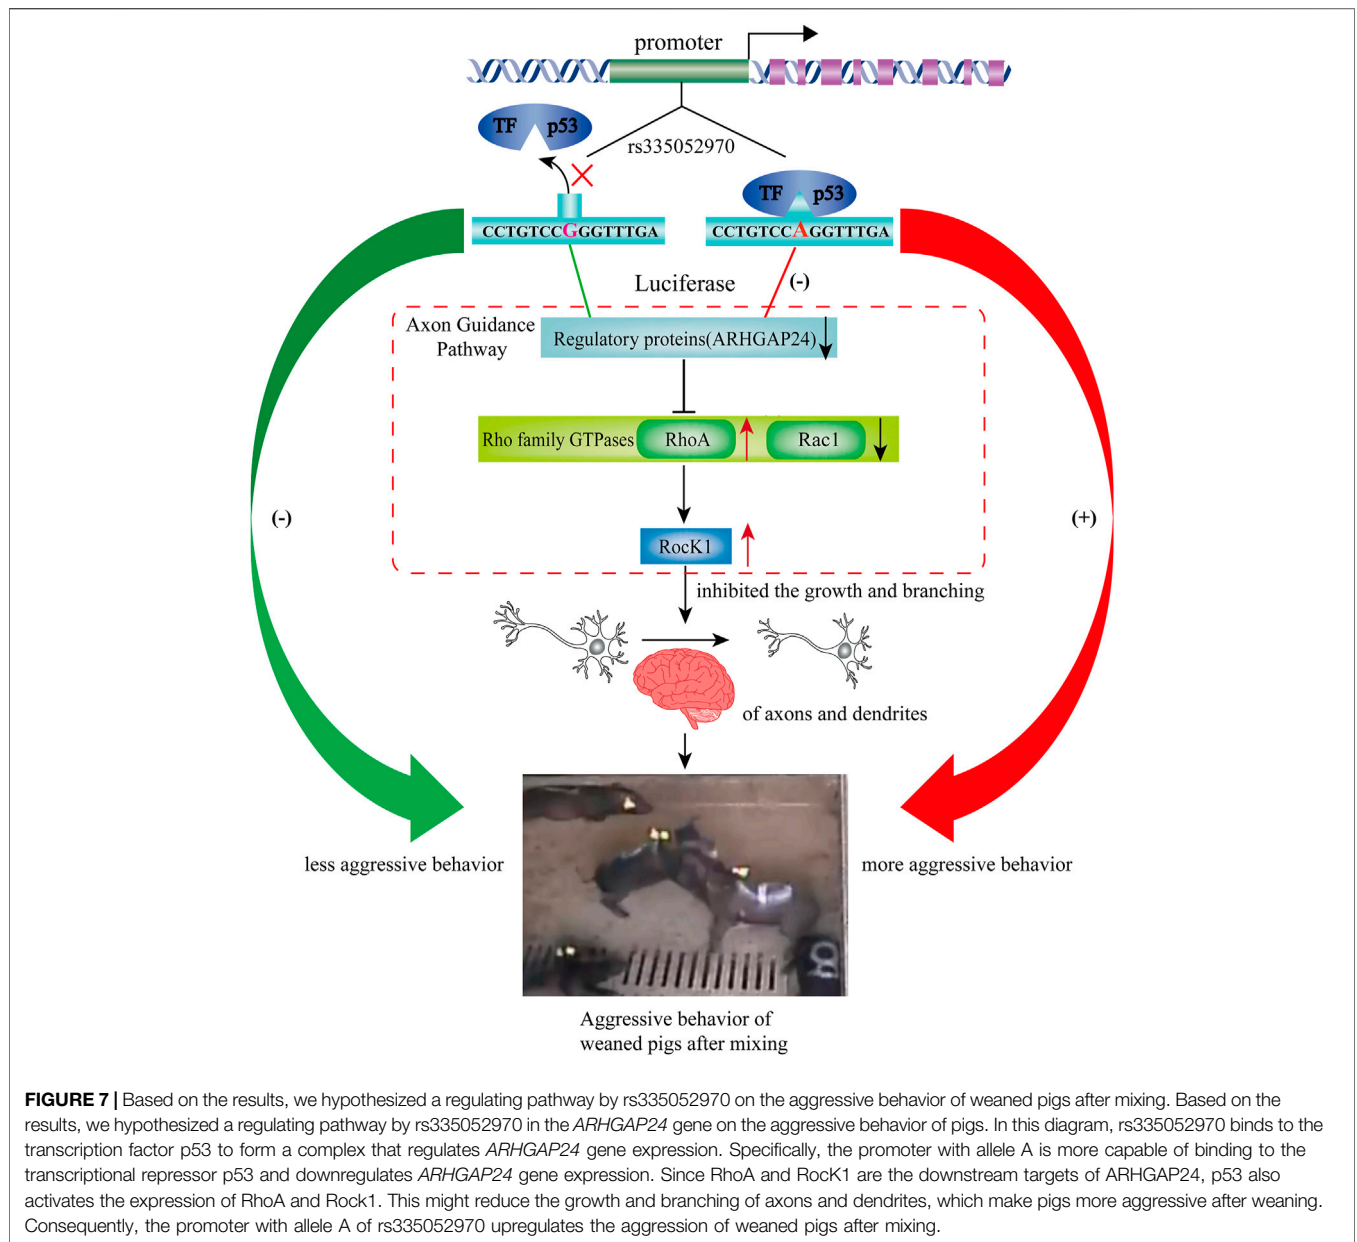 promoter
TF p53
rs335052970
TF p53
CCTGTCCGGGTTTGA
CCTGTCCAGGTTTGA
Luciferase
(-)
Axon Guidance
Pathway
Regulatory proteins(ARHGAP24)
Rho family GTPases RhoA Rac1
(-)
(+)
RocK1
inhibited the growth and branching
of axons and dendrites
less aggressive behavior
more aggressive behavior
Aggressive behavior of
weaned pigs after mixing
FIGURE 7 | Based on the results, we hypothesized a regulating pathway by rs335052970 on the aggressive behavior of weaned pigs after mixing. Based on the
results, we hypothesized a regulating pathway by rs335052970 in the ARHGAP24 gene on the aggressive behavior of pigs. In this diagram, rs335052970 binds to the
transcription factor p53 to form a complex that regulates ARHGAP24 gene expression. Specifically, the promoter with allele A is more capable of binding to the
transcriptional repressor p53 and downregulates ARHGAP24 gene expression. Since RhoA and RocK1 are the downstream targets of ARHGAP24, p53 also
activates the expression of RhoA and Rock1. This might reduce the growth and branching of axons and dendrites, which make pigs more aggressive after weaning.
Consequently, the promoter with allele A of rs335052970 upregulates the aggression of weaned pigs after mixing.